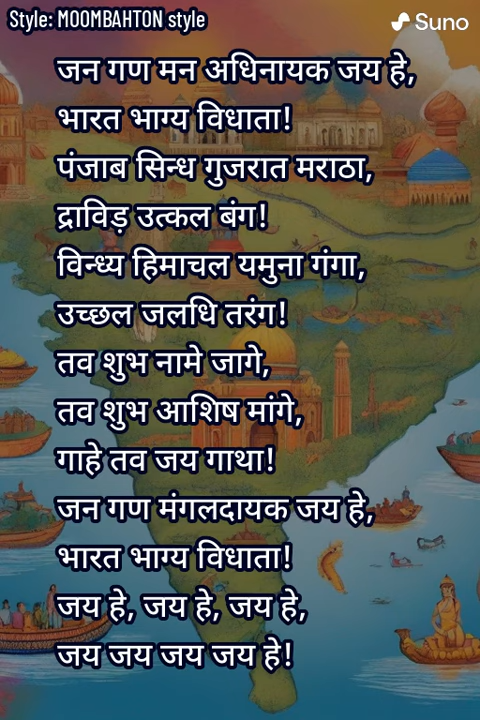 Style: MOOMBAHTON style
Suno
जन गण मन अधिनायक जय हे,
भारत भाग्य विधाता!
पंजाब सिन्ध गुजरात मराठा,
द्राविड़ उत्कल बंग!
विन्ध्य हिमाचल यमुना गंगा,
उच्छल जलधि तरंग!
तव शुभ नामे जागे,
तव शुभ आशिष मांगे,
गाहे तव जय गाथा!
जन गण मंगलदायक जय हे,
भारत भाग्य विधाता!
जय हे, जय हे, जय हे,
जय जय जय जय हे!